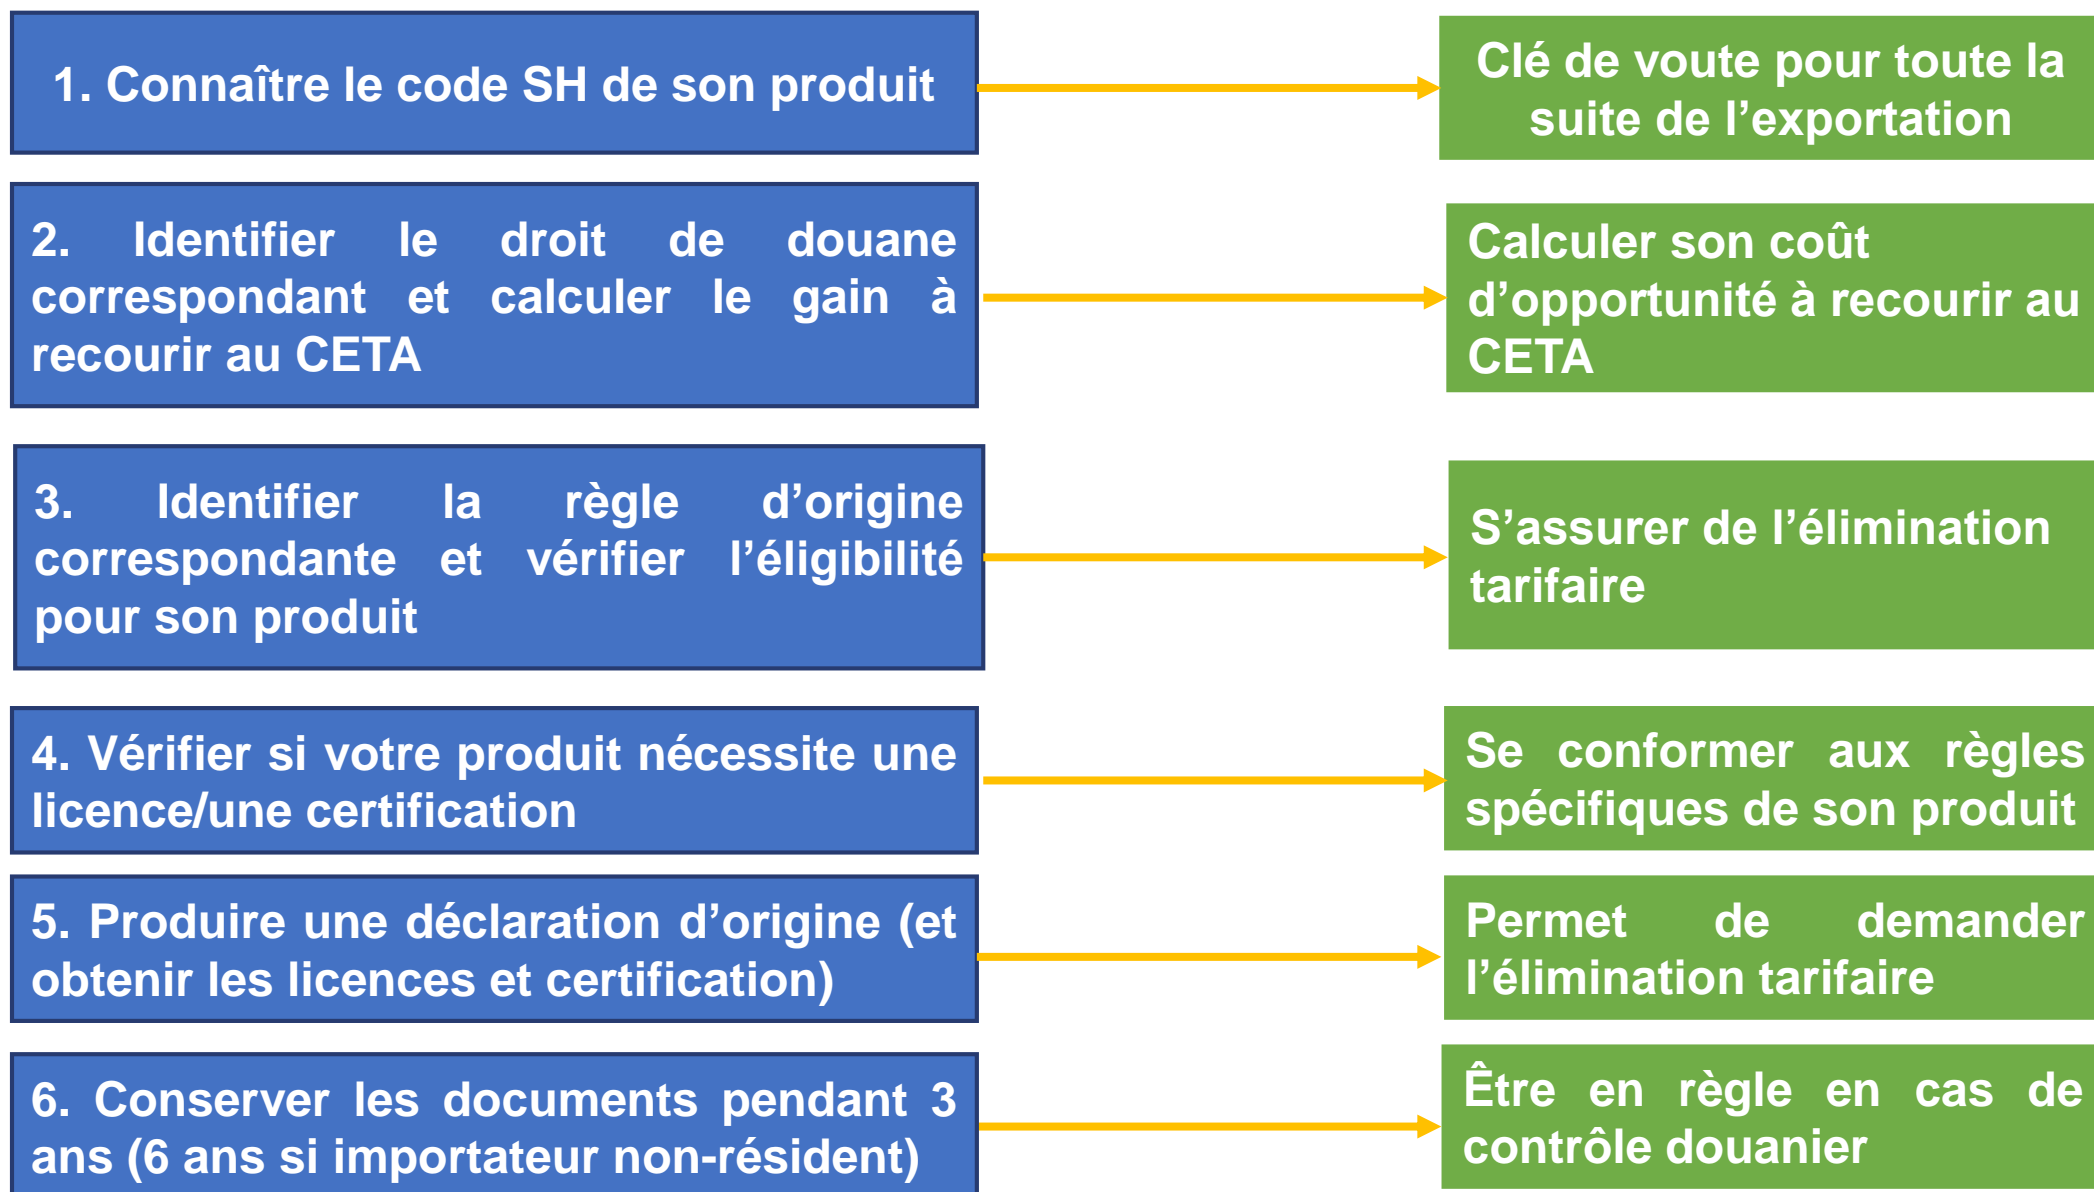 1. Connaître le code SH de son produit
Clé de voute pour toute la
suite de l’exportation
2. Identifier le droit de douane
correspondant et calculer le gain à
recourir au CETA
Calculer son coût
d’opportunité à recourir au
CETA
3. Identifier la règle d’origine
correspondante et vérifier l’éligibilité
pour son produit
S’assurer de l’élimination
tarifaire
4. Vérifier si votre produit nécessite une
licence/une certification
Se conformer aux règles
spécifiques de son produit
5. Produire une déclaration d’origine (et
obtenir les licences et certification)
Permet de demander
l’élimination tarifaire
6. Conserver les documents pendant 3
ans (6 ans si importateur non-résident)
Être en règle en cas de
contrôle douanier